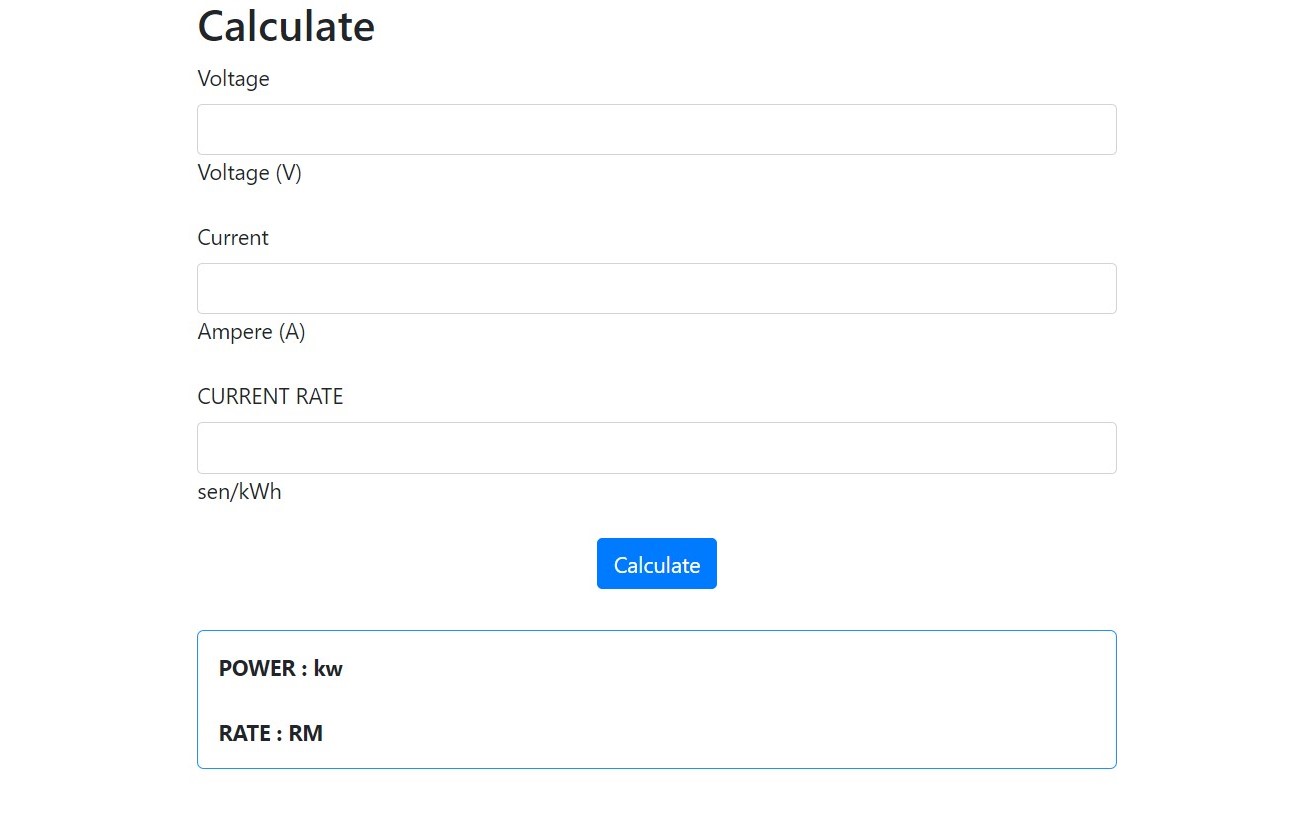 Calculate
Voltage
Voltage (V)
Current
Ampere (A)
CURRENT RATE
sen/kWh
Calculate
POWER : kw
RATE : RM